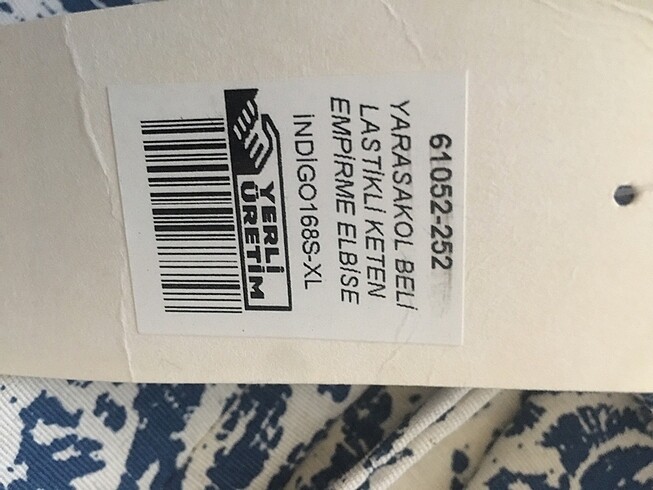 61052-252
YARASAKOL BELİ
LASTİKLİ KETEN
EMPİRME ELBİSE
İNDİGO168S-XL
YERLİ
ÜRETİM